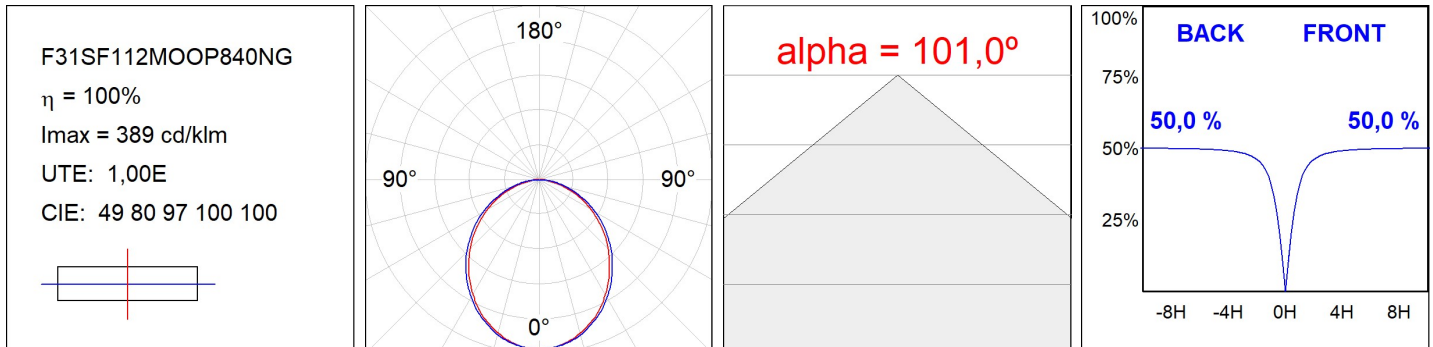 F31SF112MOOP840NG
η = 100%
Imax = 389 cd/klm
UTE: 1,00E
CIE: 49 80 97 100 100
180°
90° 90°
0°
alpha = 101,0º
100%
BACK FRONT
75%
50,0 % 50,0 %
50%
25%
-8H -4H 0H 4H 8H